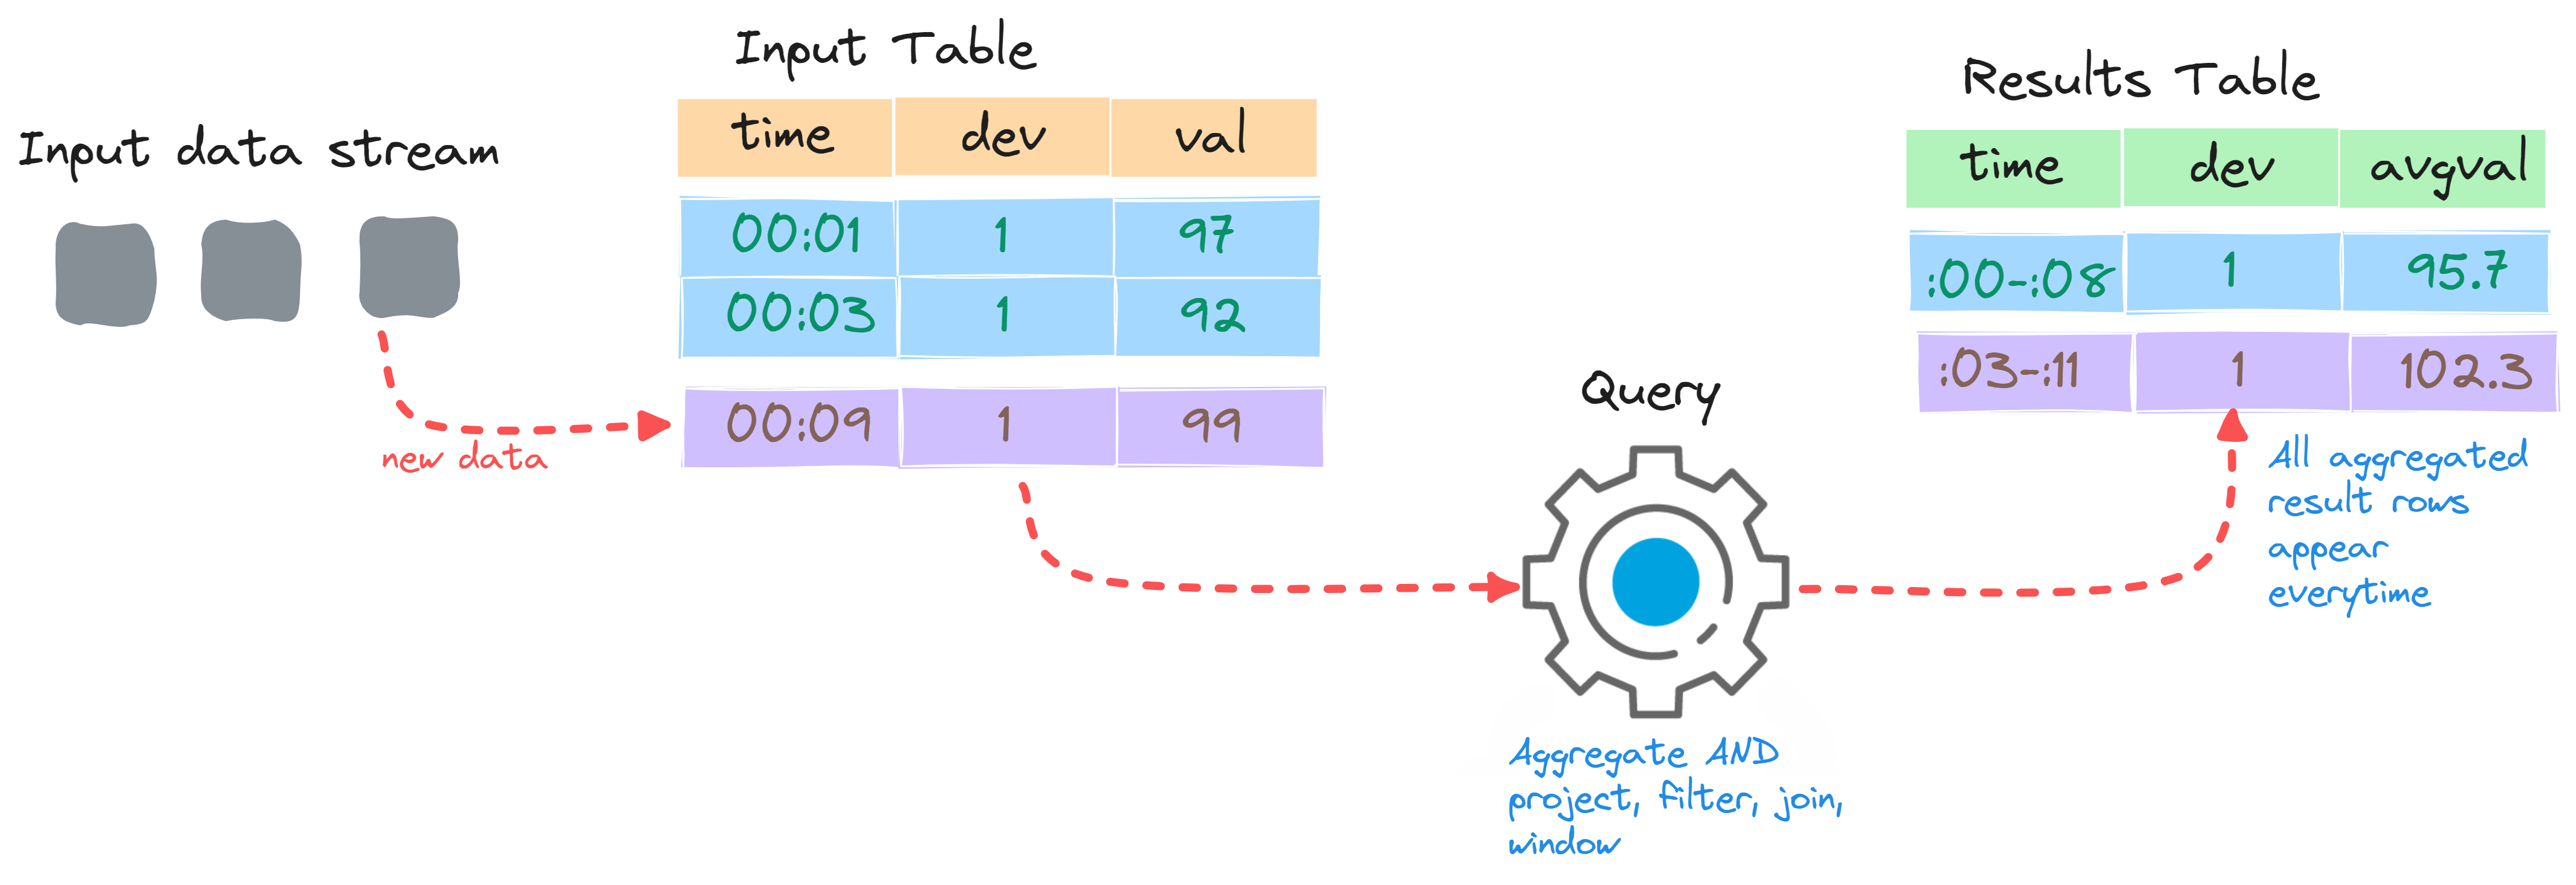 Input data stream
new data
Input Table
time dev val
00:01 1 97
00:03 1 92
00:09 1 99
Query
Aggregate AND
project, filter, join,
window
Results Table
time dev avgval
:00-:08 1 95.7
:03-:11 1 102.3
All aggregated
result rows
appear
everytime